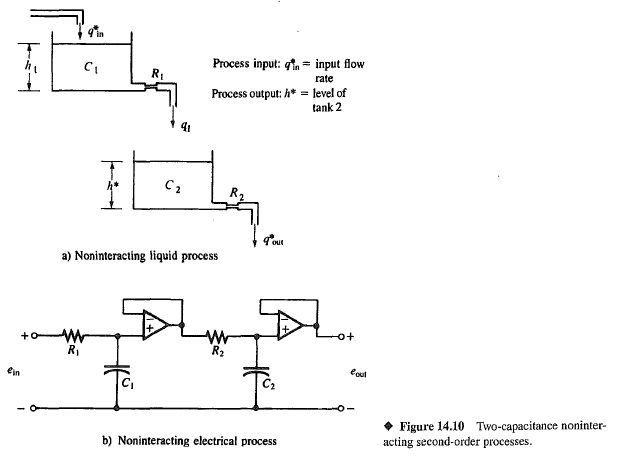 q*in
h1
C1
R1
q1
Process input: q*in = input flow
rate
Process output: h* = level of
tank 2
h*
C2
R2
q*out
a) Noninteracting liquid process
−
+
−
+
+
R1
R2
+
ein
C1
C2
eout
−
−
b) Noninteracting electrical process
◆ Figure 14.10 Two-capacitance noninter-
acting second-order processes.